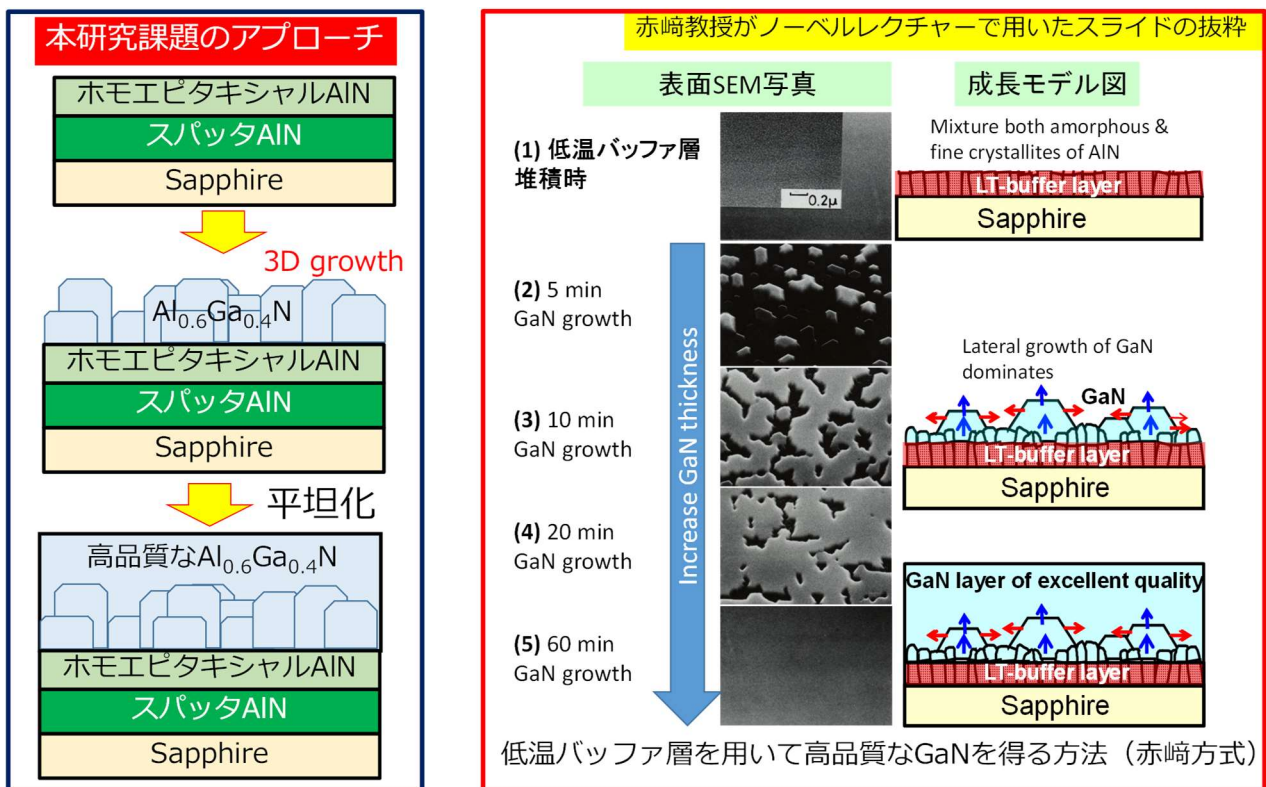 本研究課題のアプローチ
ホモエピタキシャルAlN
スパッタAlN
Sapphire
3D growth
Al0.6Ga0.4N
ホモエピタキシャルAlN
スパッタAlN
Sapphire
平坦化
高品質なAl0.6Ga0.4N
ホモエピタキシャルAlN
スパッタAlN
Sapphire
赤﨑教授がノーベルレクチャーで用いたスライドの抜粋
表面SEM写真
成長モデル図
(1) 低温バッファ層
堆積時
0.2μ
Mixture both amorphous &
fine crystallites of AlN
LT-buffer layer
Sapphire
Increase GaN thickness
(2) 5 min
GaN growth
(3) 10 min
GaN growth
Lateral growth of GaN
dominates
GaN
LT-buffer layer
Sapphire
(4) 20 min
GaN growth
(5) 60 min
GaN growth
GaN layer of excellent quality
LT-buffer layer
Sapphire
低温バッファ層を用いて高品質なGaNを得る方法（赤﨑方式）